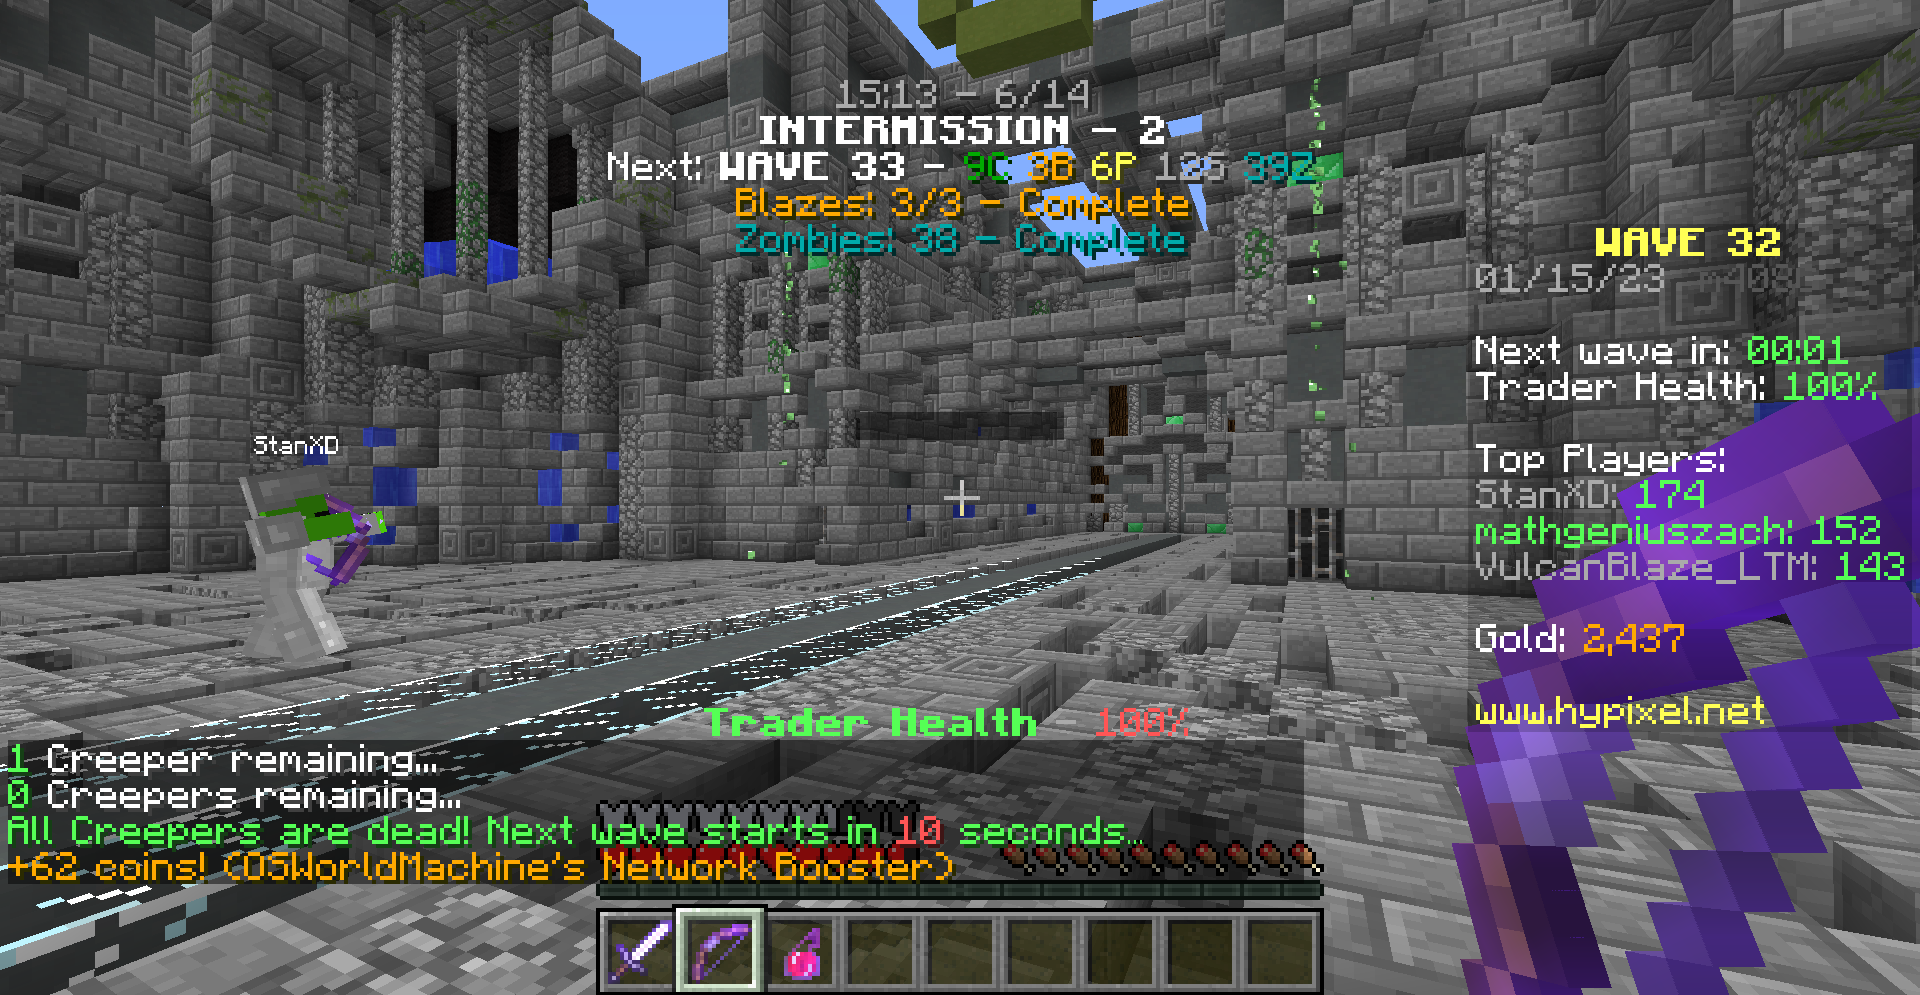 15:13 - 6/14
INTERMISSION - 2
Next: WAVE 33 - 9C 3B 6P 39Z
Blazes: 3/3 - Complete
Zombies: 38 - Complete
WAVE 32
01/15/23
Next wave in: 00:01
Trader Health: 100%
StanXD
Top Players:
StanXD: 174
mathgeniuszach: 152
VulcanBlaze_LTM: 143
Gold: 2,437
www.hypixel.net
Trader Health - 100%
1 Creeper remaining...
0 Creepers remaining...
All Creepers are dead! Next wave starts in 10 seconds...
+62 coins! (OSWorldMachine's Network Booster)